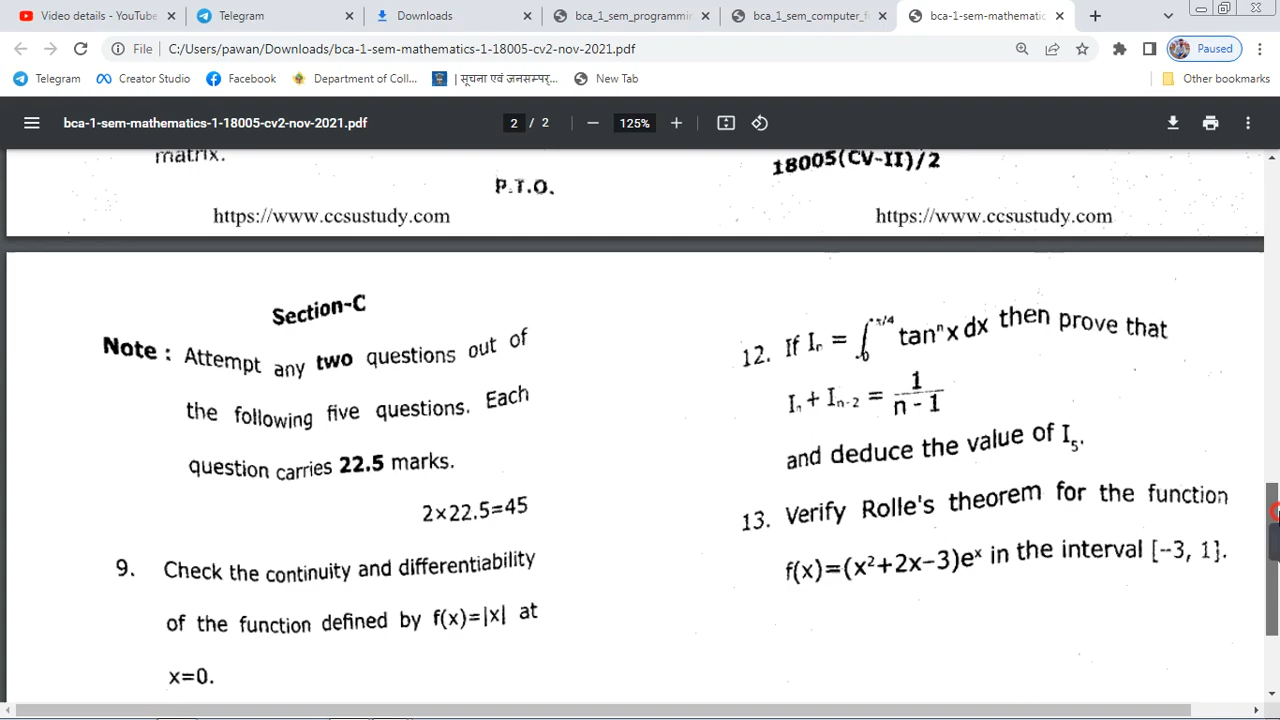 Video details - YouTube
Telegram
Downloads
bca_1_sem_programmin
bca_1_sem_computer_f
bca-1-sem-mathematic
File
C:/Users/pawan/Downloads/bca-1-sem-mathematics-1-18005-cv2-nov-2021.pdf
Paused
Telegram
Creator Studio
Facebook
Department of Coll...
सूचना एवं जनसम्पर्...
New Tab
Other bookmarks
bca-1-sem-mathematics-1-18005-cv2-nov-2021.pdf
2 / 2
125%
matrix.
P.T.O.
https://www.ccsustudy.com
18005(CV-II)/2
https://www.ccsustudy.com
Section-C
Note : Attempt any two questions out of
the following five questions. Each
question carries 22.5 marks.
2×22.5=45
9. Check the continuity and differentiability
of the function defined by f(x)=|x| at
x=0.
12. If Iₙ = ∫₀^π/4 tanⁿx dx then prove that
Iₙ + Iₙ₋₂ = 1/(n - 1)
and deduce the value of I₅.
13. Verify Rolle's theorem for the function
f(x)=(x²+2x−3)eˣ in the interval [−3, 1].